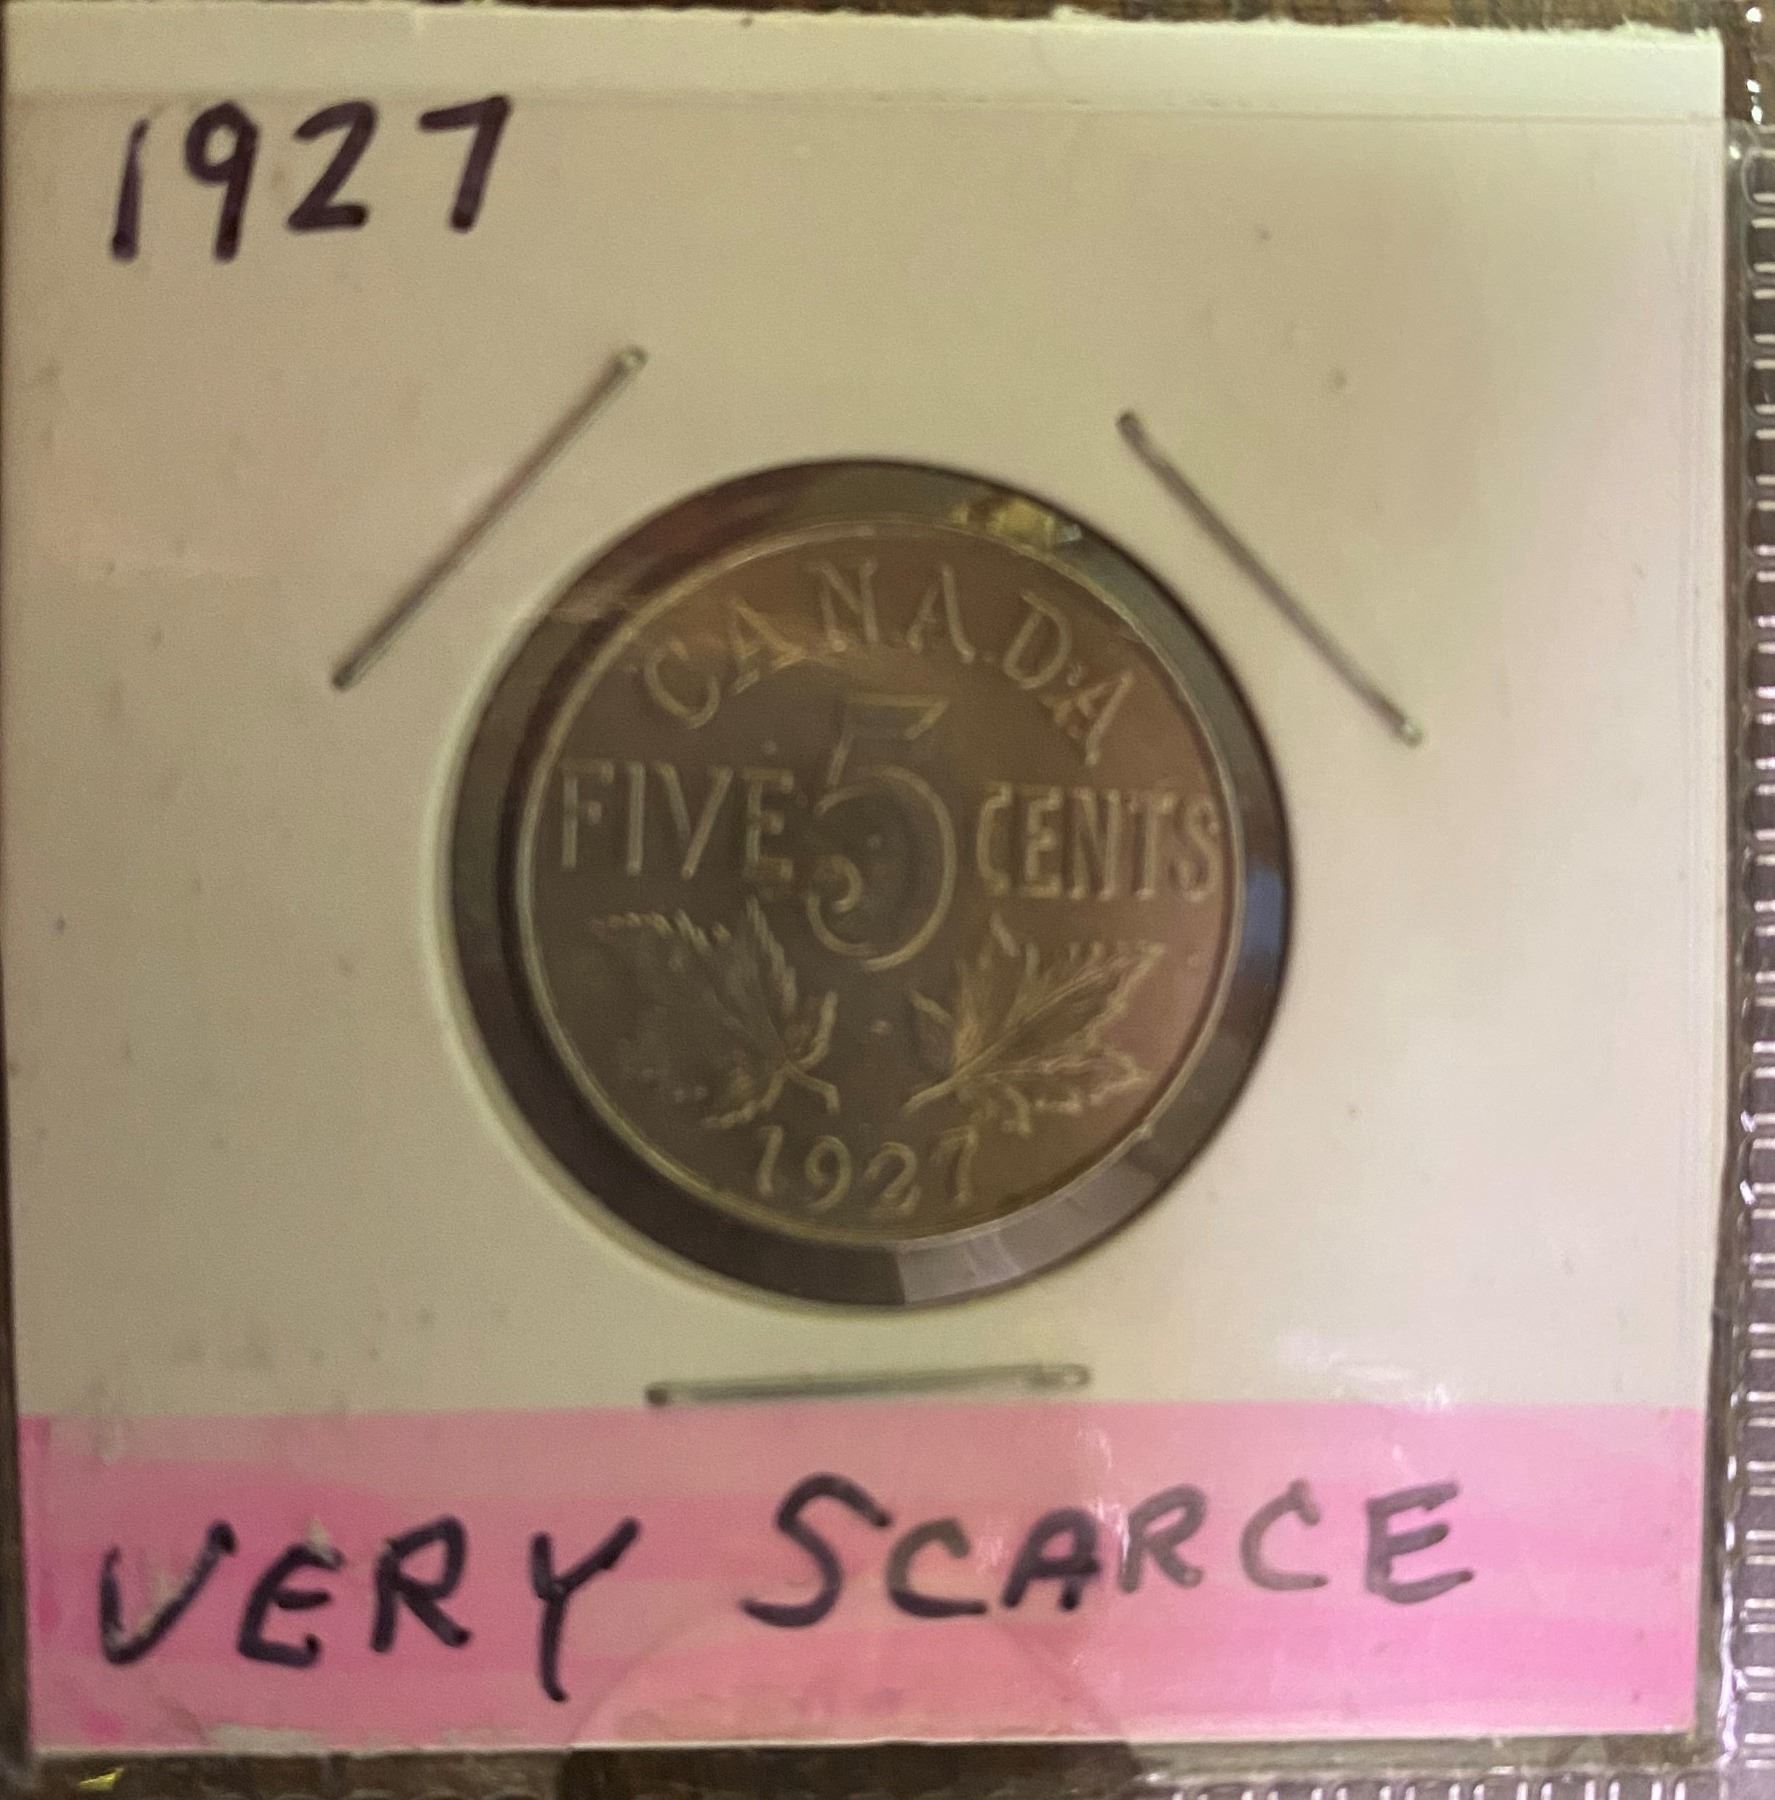 1927
CANADA
FIVE 5 CENTS
1927
VERY SCARCE